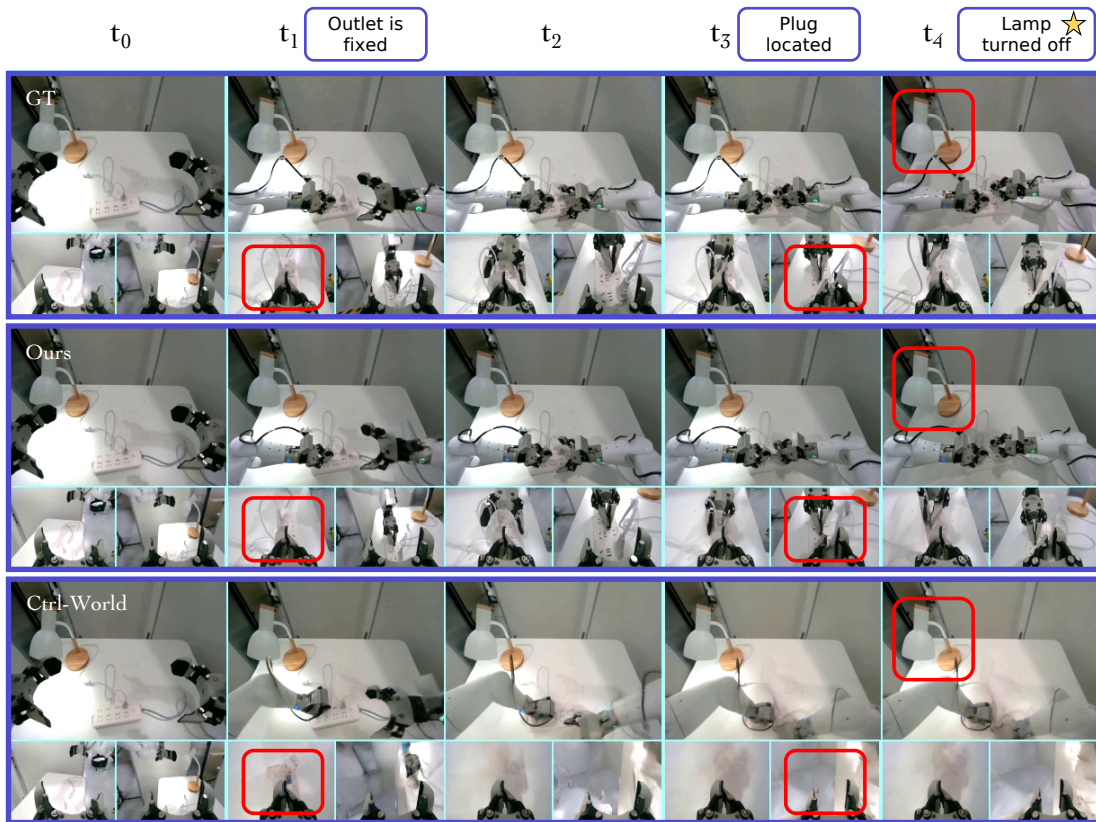 t₀
t₁
Outlet is
fixed
t₂
t₃
Plug
located
t₄
Lamp
turned off
GT
Ours
Ctrl-World